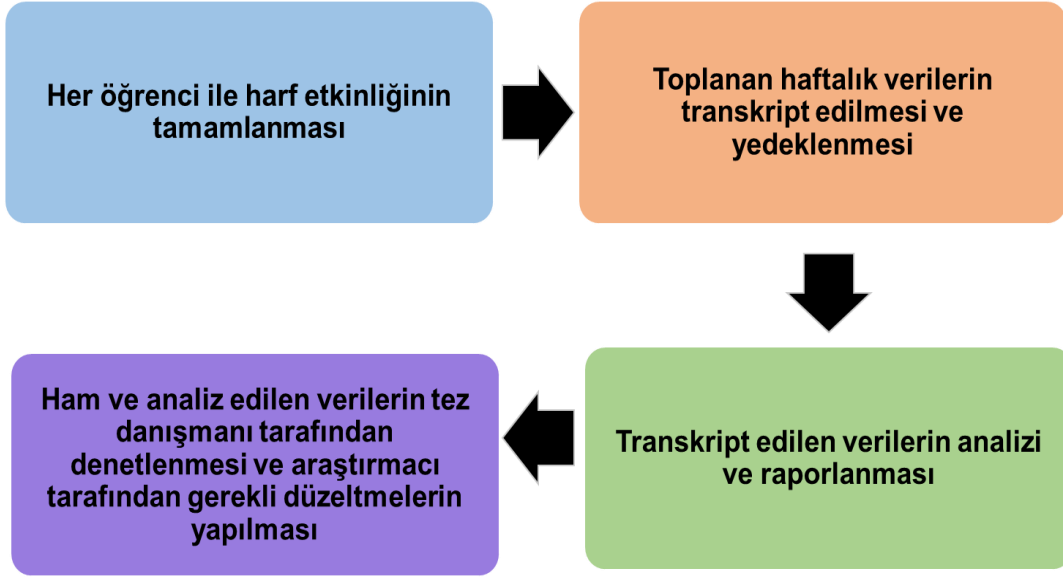 Her öğrenci ile harf etkinliğinin
tamamlanması
Toplanan haftalık verilerin
transkript edilmesi ve
yedeklenmesi
Transkript edilen verilerin analizi
ve raporlanması
Ham ve analiz edilen verilerin tez
danışmanı tarafından
denetlenmesi ve araştırmacı
tarafından gerekli düzeltmelerin
yapılması